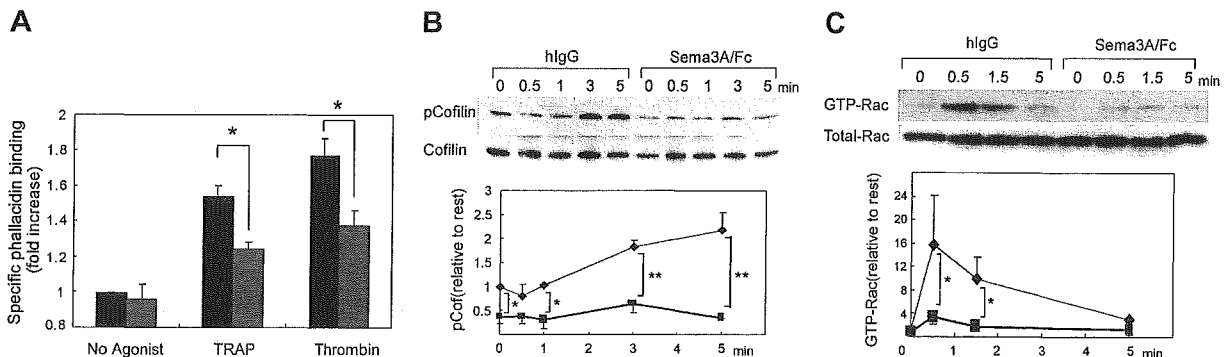 A
Specific phallacidin binding
(fold increase)
2
1.8
1.6
1.4
1.2
1
0.8
*
*
No Agonist TRAP Thrombin
B
hIgG Sema3A/Fc
0 0.5 1 3 5 0 0.5 1 3 5 min
pCofilin
Cofilin
pCof(relative to rest)
3
2.5
2
1.5
1
0.5
* * ** **
0 1 2 3 4 5 min
C
hIgG Sema3A/Fc
0 0.5 1.5 5 0 0.5 1.5 5 min
GTP-Rac
Total-Rac
GTP-Rac(relative to rest)
28
24
20
16
12
8
4
* *
0 1 2 3 4 5 min